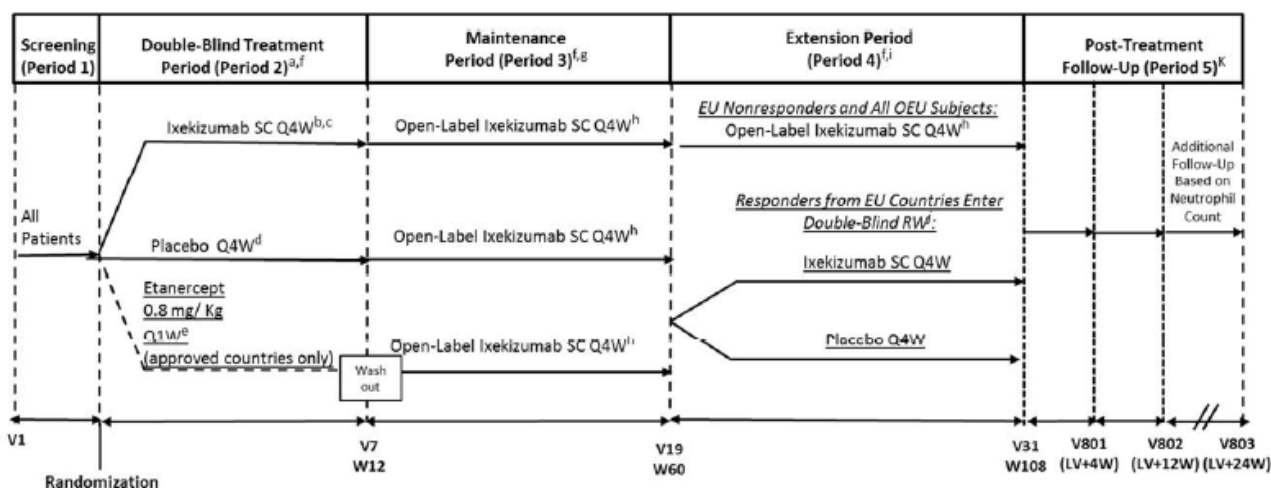 Screening
(Period 1)
Double-Blind Treatment
Period (Period 2)a,f
Maintenance
Period (Period 3)f,g
Extension Period
(Period 4)f,i
Post-Treatment
Follow-Up (Period 5)K
All
Patients
Ixekizumab SC Q4Wb,c
Placebo Q4Wd
Etanercept
0.8 mg/ Kg
Q1We
(approved countries only)
Wash
out
Open-Label Ixekizumab SC Q4Wh
Open-Label Ixekizumab SC Q4Wh
Open-Label Ixekizumab SC Q4Wh
EU Nonresponders and All OEU Subjects:
Open-Label Ixekizumab SC Q4Wh
Responders from EU Countries Enter
Double-Blind RWj:
Ixekizumab SC Q4W
Placebo Q4W
Additional
Follow-Up
Based on
Neutrophil
Count
V1
V7
W12
V19
W60
V31
W108
V801
(LV+4W)
V802
(LV+12W)
V803
(LV+24W)
Randomization